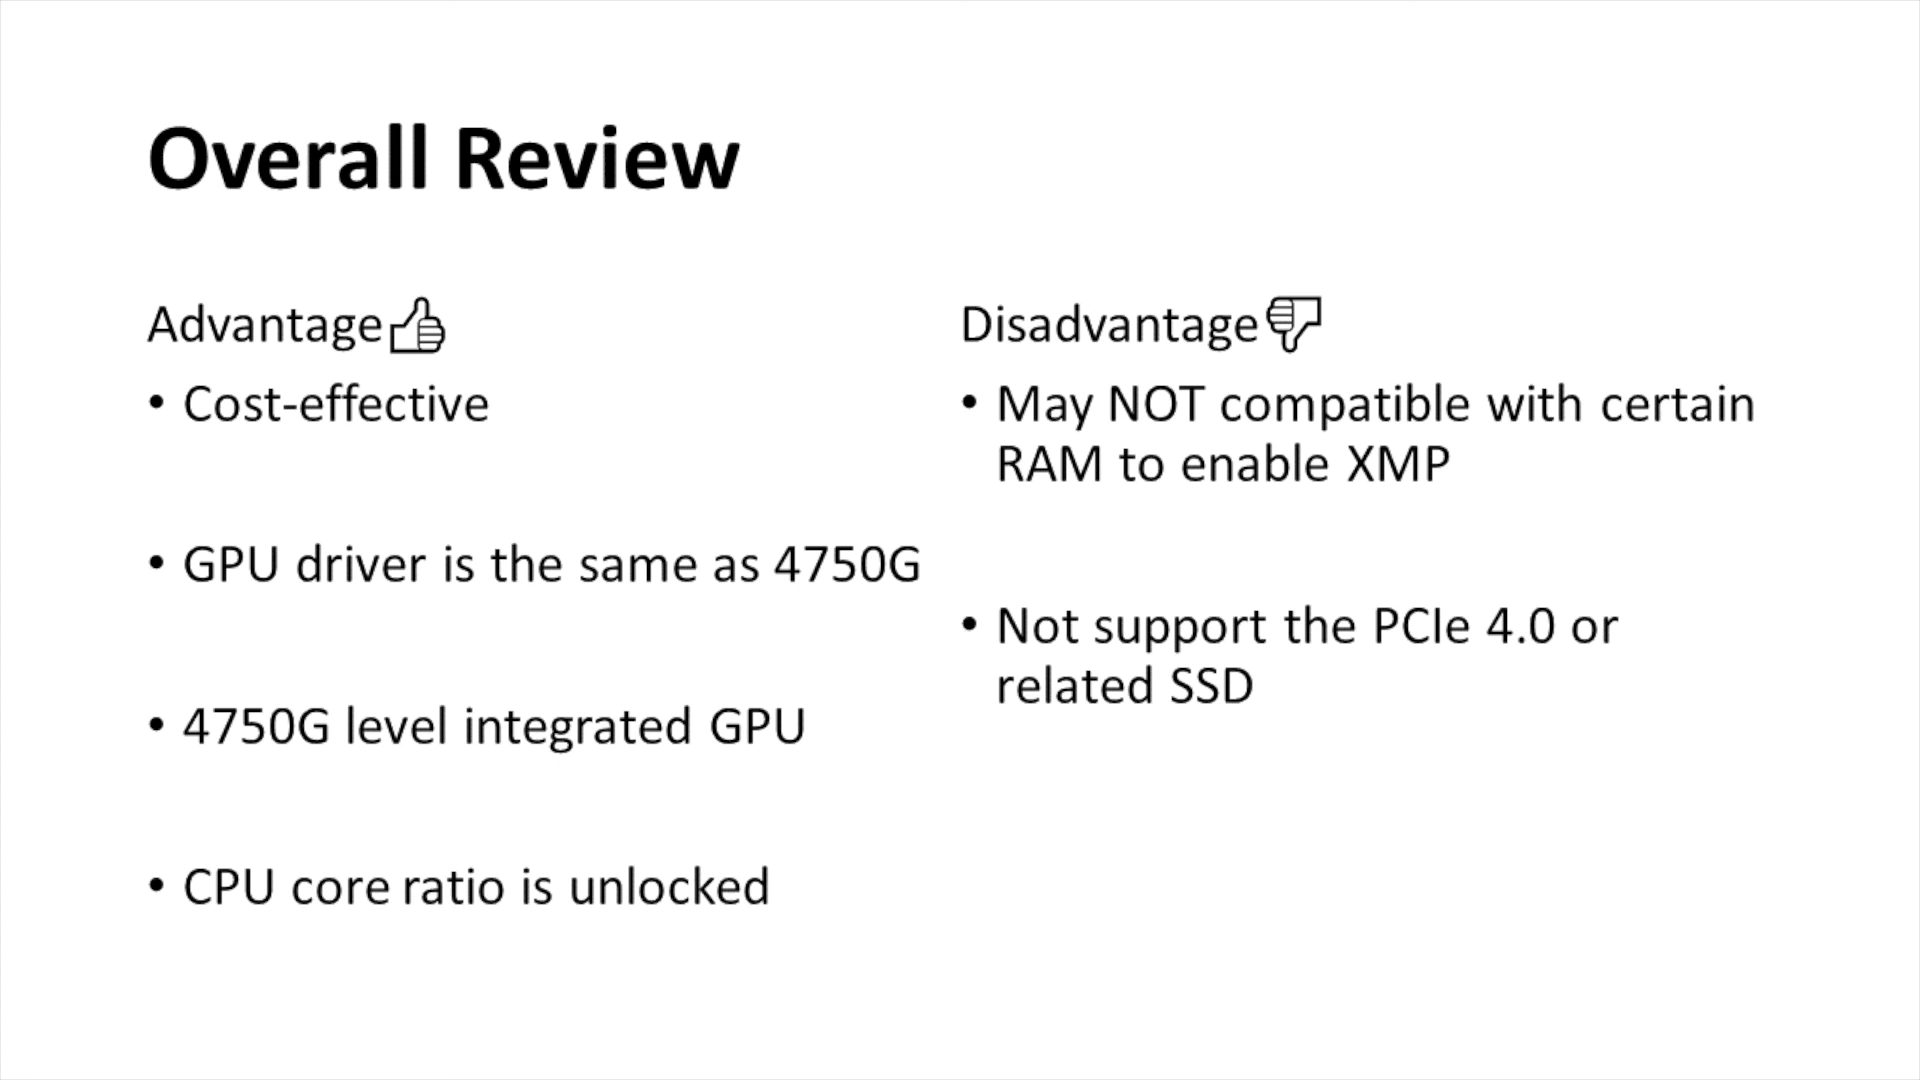 Overall Review
Advantage
• Cost-effective
• GPU driver is the same as 4750G
• 4750G level integrated GPU
• CPU core ratio is unlocked
Disadvantage
• May NOT compatible with certain
RAM to enable XMP
• Not support the PCIe 4.0 or
related SSD